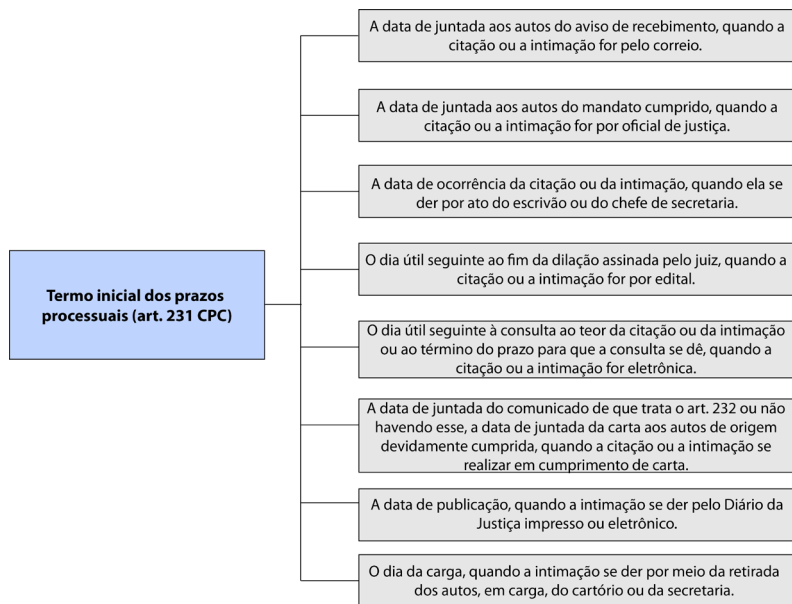 A data de juntada aos autos do aviso de recebimento, quando a
citação ou a intimação for pelo correio.
A data de juntada aos autos do mandato cumprido, quando a
citação ou a intimação for por oficial de justiça.
A data de ocorrência da citação ou da intimação, quando ela se
der por ato do escrivão ou do chefe de secretaria.
O dia útil seguinte ao fim da dilação assinada pelo juiz, quando a
citação ou a intimação for por edital.
Termo inicial dos prazos
processuais (art. 231 CPC)
O dia útil seguinte à consulta ao teor da citação ou da intimação
ou ao término do prazo para que a consulta se dê, quando a
citação ou a intimação for eletrônica.
A data de juntada do comunicado de que trata o art. 232 ou não
havendo esse, a data de juntada da carta aos autos de origem
devidamente cumprida, quando a citação ou a intimação se
realizar em cumprimento de carta.
A data de publicação, quando a intimação se der pelo Diário da
Justiça impresso ou eletrônico.
O dia da carga, quando a intimação se der por meio da retirada
dos autos, em carga, do cartório ou da secretaria.